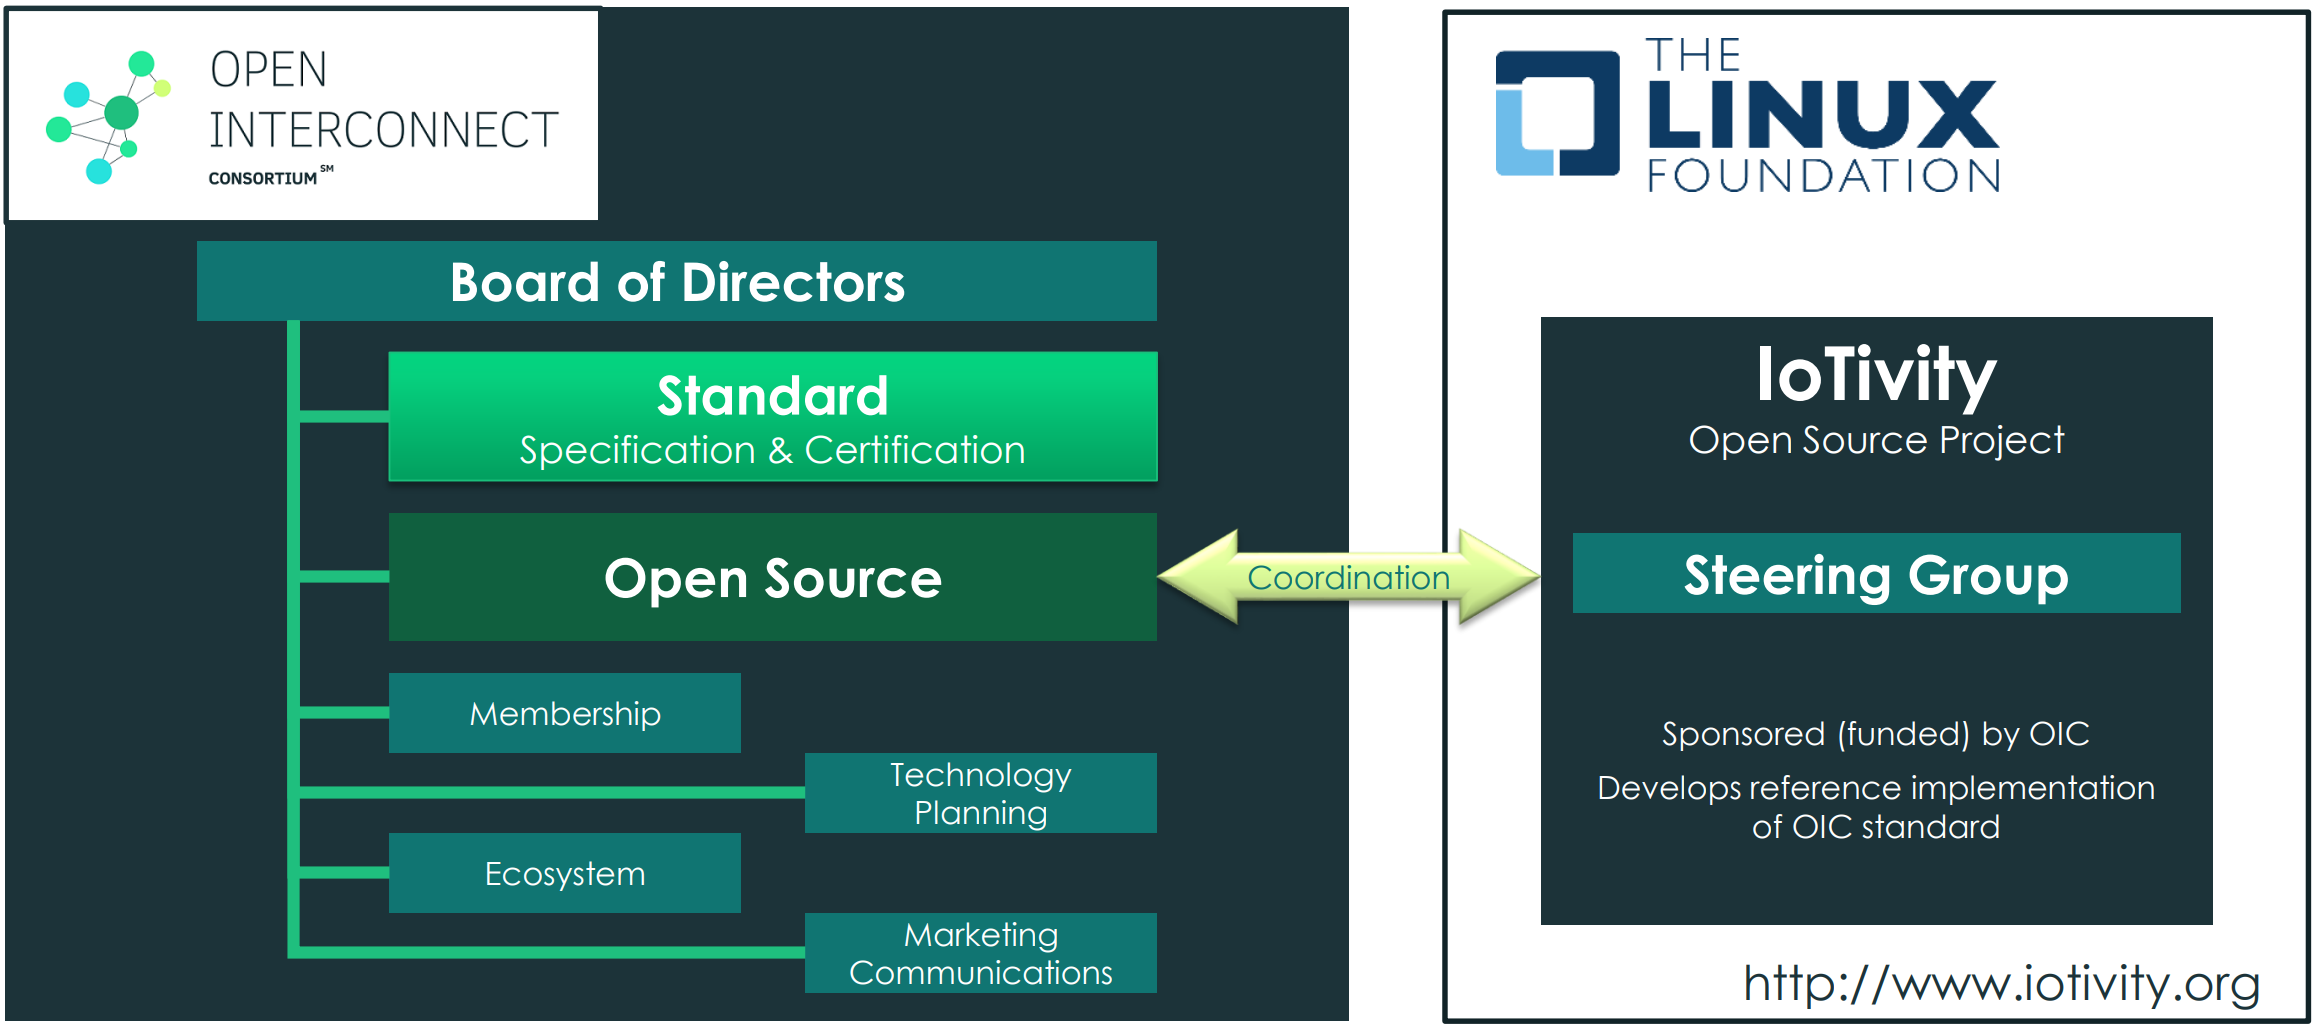 OPEN
INTERCONNECT
CONSORTIUM SM
Board of Directors
Standard
Specification & Certification
Open Source
Membership
Technology
Planning
Ecosystem
Marketing
Communications
Coordination
THE
LINUX
FOUNDATION
IoTivity
Open Source Project
Steering Group
Sponsored (funded) by OIC
Develops reference implementation
of OIC standard
http://www.iotivity.org